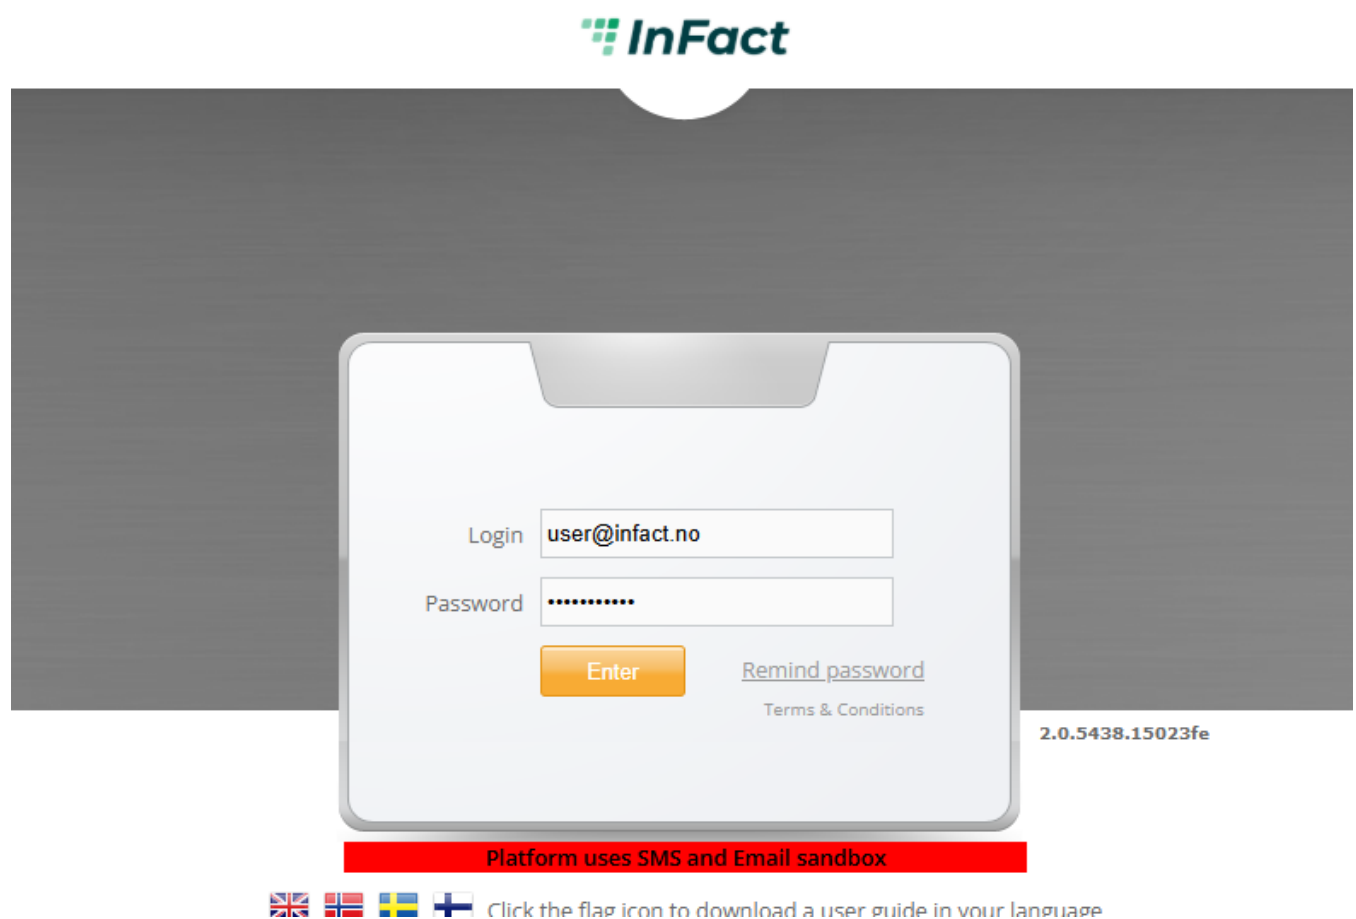 InFact
Login user@infact.no
Password •••••••••••
Enter Remind password
Terms & Conditions
2.0.5438.15023fe
Platform uses SMS and Email sandbox
Click the flag icon to download a user guide in your language